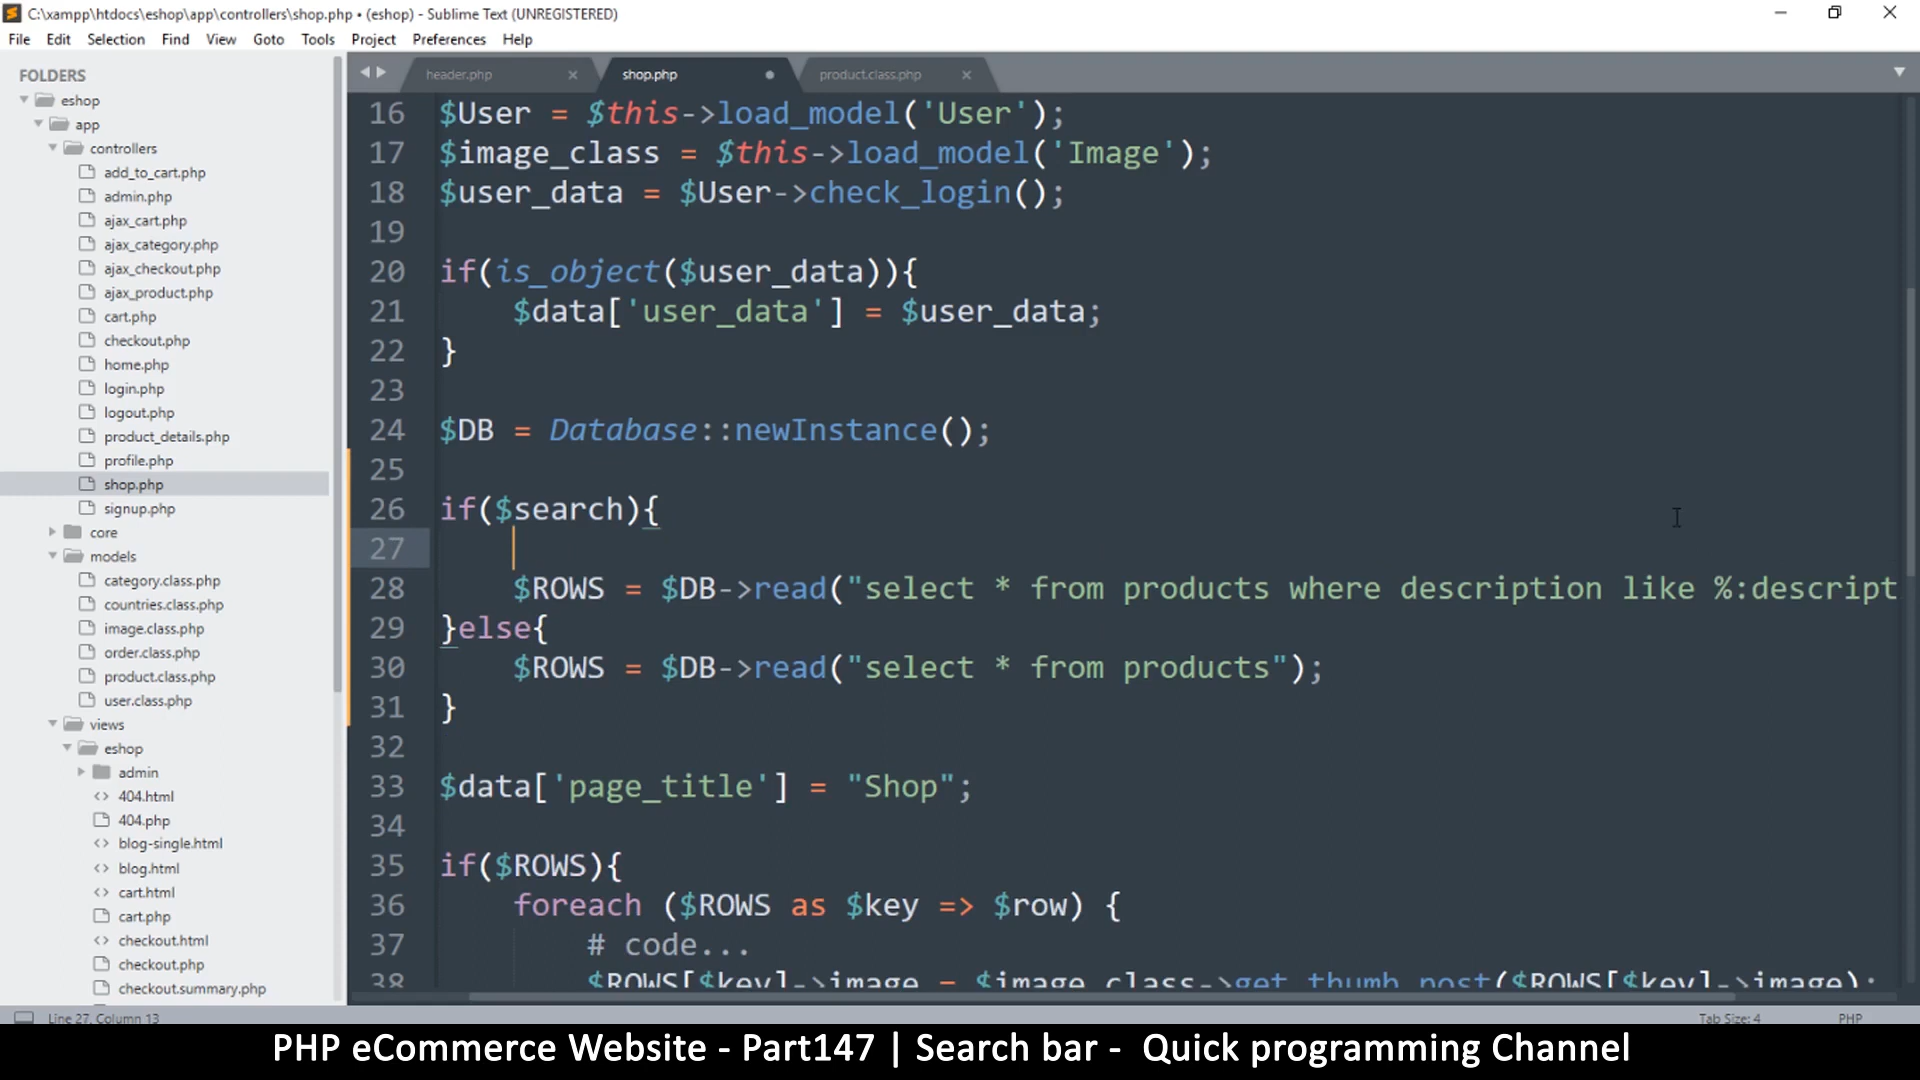 C:\xampp\htdocs\eshop\app\controllers\shop.php • (eshop) - Sublime Text (UNREGISTERED)
File Edit Selection Find View Goto Tools Project Preferences Help
FOLDERS
eshop
app
controllers
add_to_cart.php
admin.php
ajax_cart.php
ajax_category.php
ajax_checkout.php
ajax_product.php
cart.php
checkout.php
home.php
login.php
logout.php
product_details.php
profile.php
shop.php
signup.php
core
models
category.class.php
countries.class.php
image.class.php
order.class.php
product.class.php
user.class.php
views
eshop
admin
404.html
404.php
blog-single.html
blog.html
cart.html
cart.php
checkout.html
checkout.php
checkout.summary.php
header.php shop.php product.class.php
16 $User = $this->load_model('User');
17 $image_class = $this->load_model('Image');
18 $user_data = $User->check_login();
19
20 if(is_object($user_data)){
21 $data['user_data'] = $user_data;
22 }
23
24 $DB = Database::newInstance();
25
26 if($search){
27
28 $ROWS = $DB->read("select * from products where description like %:descript
29 }else{
30 $ROWS = $DB->read("select * from products");
31 }
32
33 $data['page_title'] = "Shop";
34
35 if($ROWS){
36 foreach ($ROWS as $key => $row) {
37 # code...
38 $ROWS[$key]->image = $image_class->get_thumb_post($ROWS[$key]->image);
Line 27, Column 13
Tab Size: 4
PHP
PHP eCommerce Website - Part147 | Search bar - Quick programming Channel